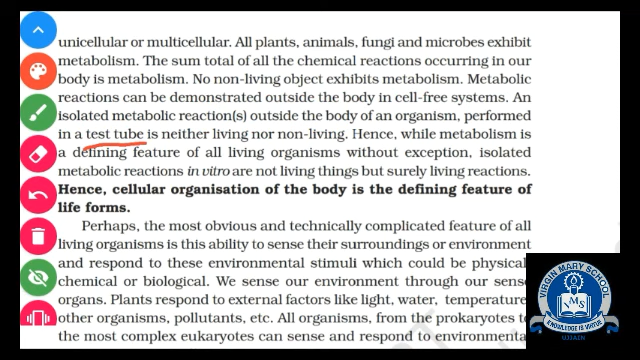 unicellular or multicellular. All plants, animals, fungi and microbes exhibit
metabolism. The sum total of all the chemical reactions occurring in our
body is metabolism. No non-living object exhibits metabolism. Metabolic
reactions can be demonstrated outside the body in cell-free systems. An
isolated metabolic reaction(s) outside the body of an organism, performed
in a test tube is neither living nor non-living. Hence, while metabolism is
a defining feature of all living organisms without exception, isolated
metabolic reactions in vitro are not living things but surely living reactions.
Hence, cellular organisation of the body is the defining feature of
life forms.
Perhaps, the most obvious and technically complicated feature of all
living organisms is this ability to sense their surroundings or environment
and respond to these environmental stimuli which could be physical,
chemical or biological. We sense our environment through our sense
organs. Plants respond to external factors like light, water, temperature,
other organisms, pollutants, etc. All organisms, from the prokaryotes to
the most complex eukaryotes can sense and respond to environmental
VIRGIN MARY SCHOOL
MS
KNOWLEDGE IS VIRTUE
UJJAIN